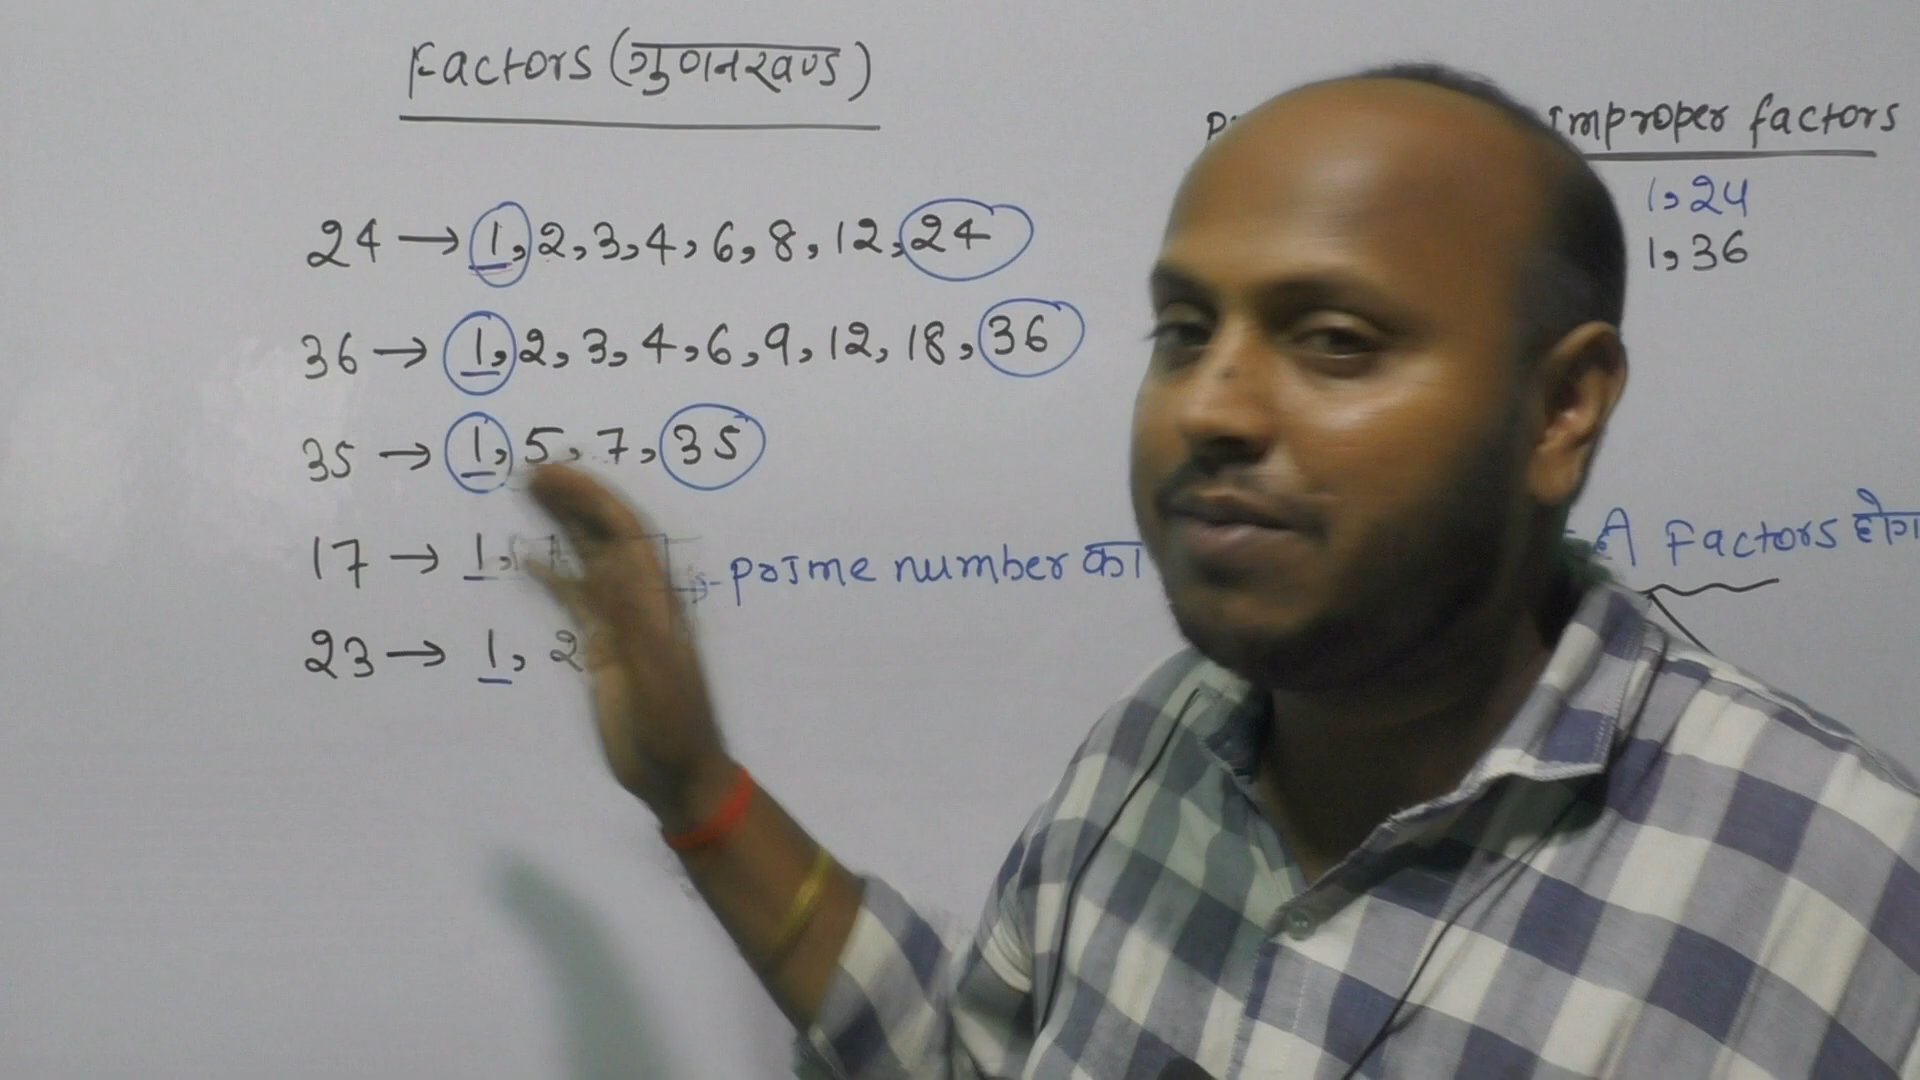 Factors (गुणनखण्ड)
Improper factors
24 → 1, 2, 3, 4, 6, 8, 12, 24
1, 24
36 → 1, 2, 3, 4, 6, 9, 12, 18, 36
1, 36
35 → 1, 5, 7, 35
17 → 1,
prime number का
Factors
23 → 1,